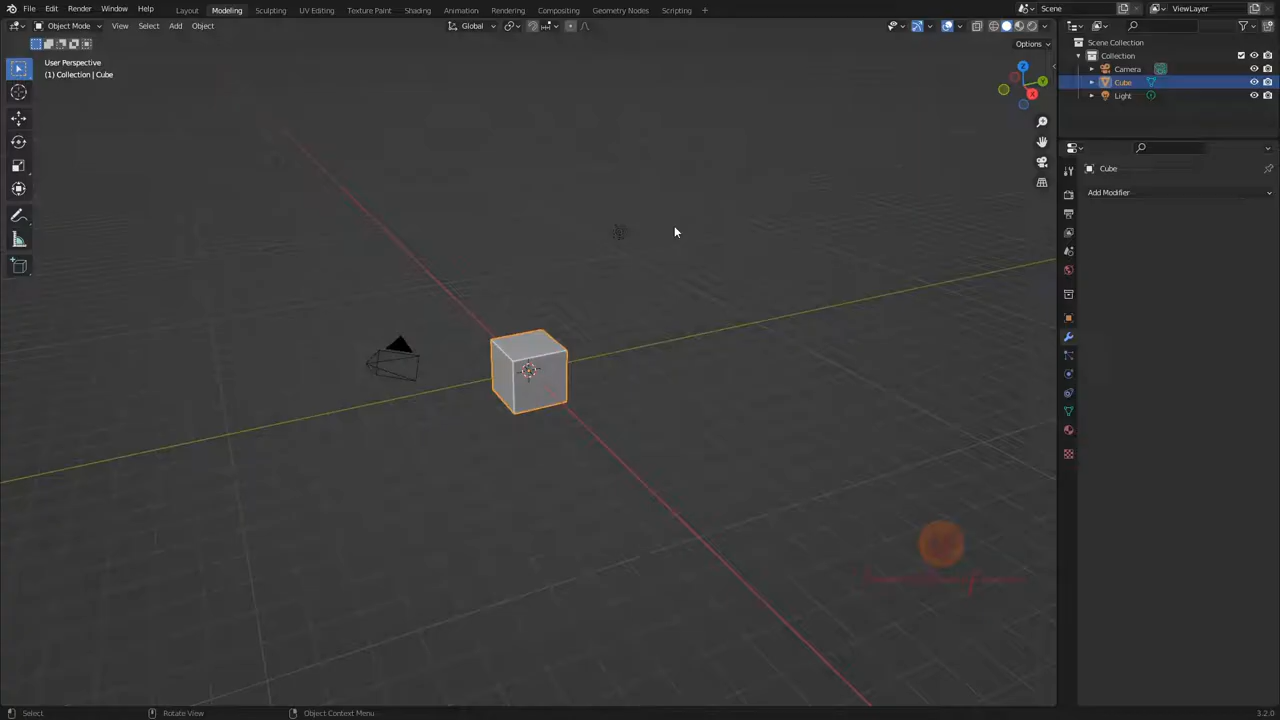 File Edit Render Window Help Layout Modeling Sculpting UV Editing Texture Paint Shading Animation Rendering Compositing Geometry Nodes Scripting + Scene ViewLayer
Object Mode View Select Add Object Global
Options
User Perspective
(1) Collection | Cube
Z
Y
X
Scene Collection
Collection
Camera
Cube
Light
Cube
Add Modifier
Select Rotate View Object Context Menu 3.2.0